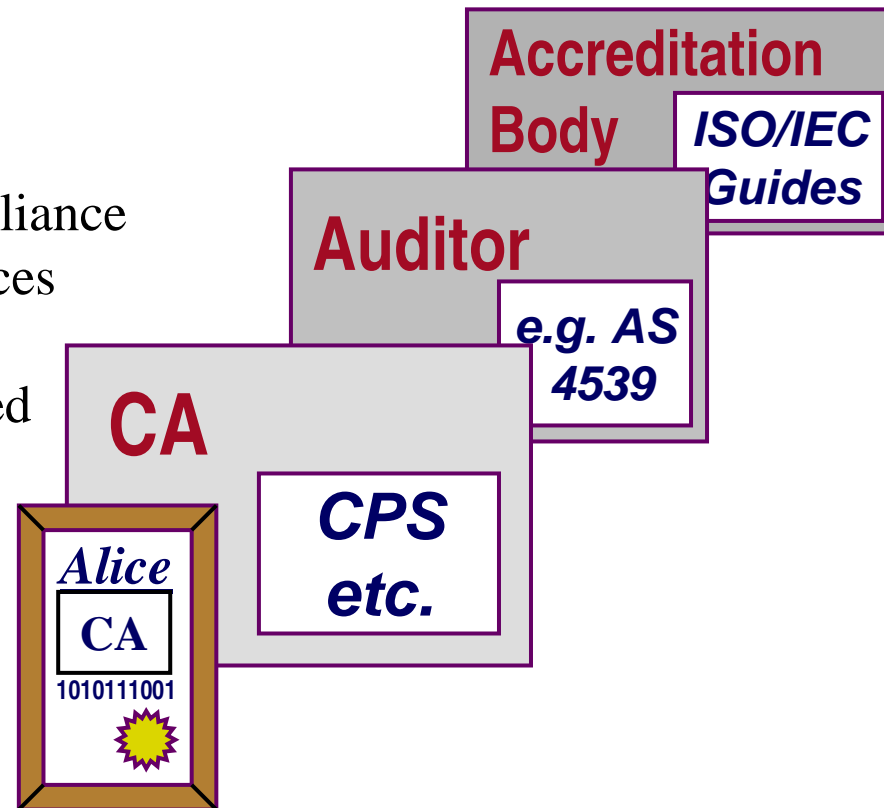 Accreditation
Body
ISO/IEC
Guides
Auditor
e.g. AS
4539
CA
CPS
etc.
Alice
CA
1010111001